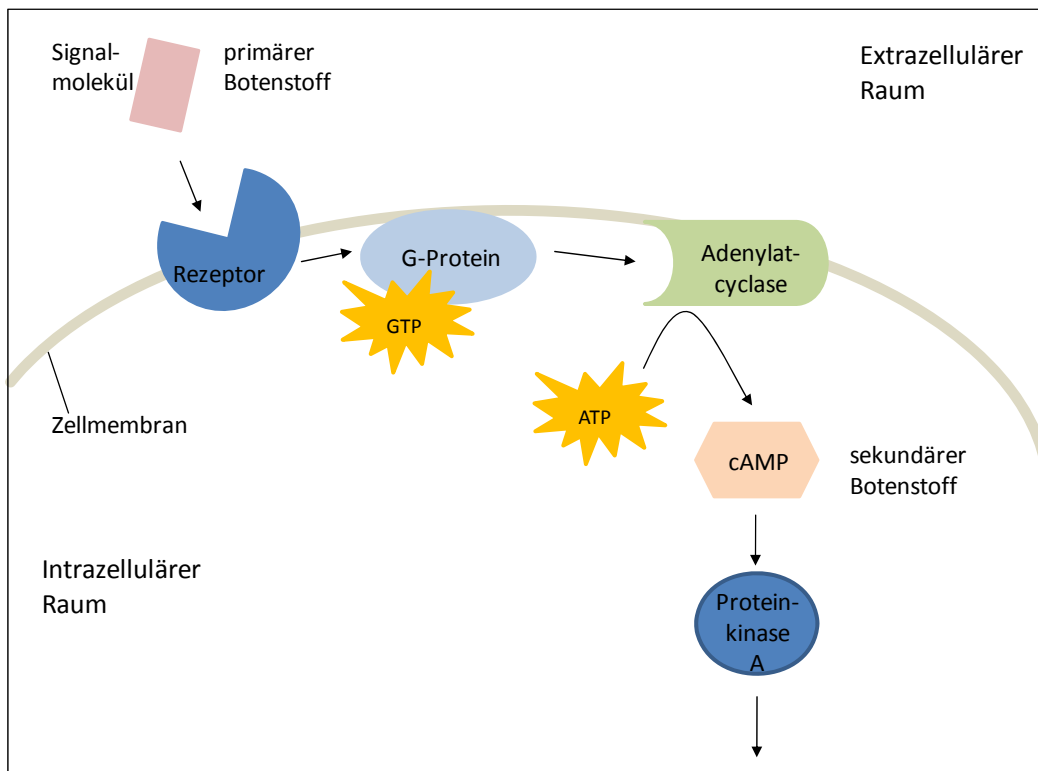 Signal-
molekül
primärer
Botenstoff
Extrazellulärer
Raum
Rezeptor
G-Protein
GTP
Adenylat-
cyclase
ATP
Zellmembran
cAMP
sekundärer
Botenstoff
Intrazellulärer
Raum
Protein-
kinase
A